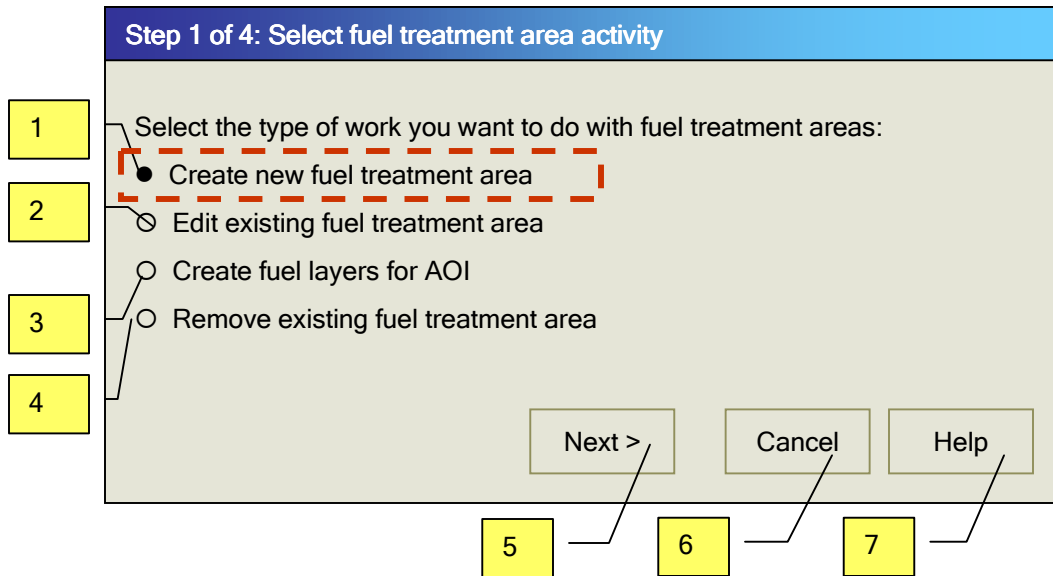 Step 1 of 4: Select fuel treatment area activity
1
Select the type of work you want to do with fuel treatment areas:
Create new fuel treatment area
2
Edit existing fuel treatment area
Create fuel layers for AOI
3
Remove existing fuel treatment area
4
Next >
Cancel
Help
5
6
7